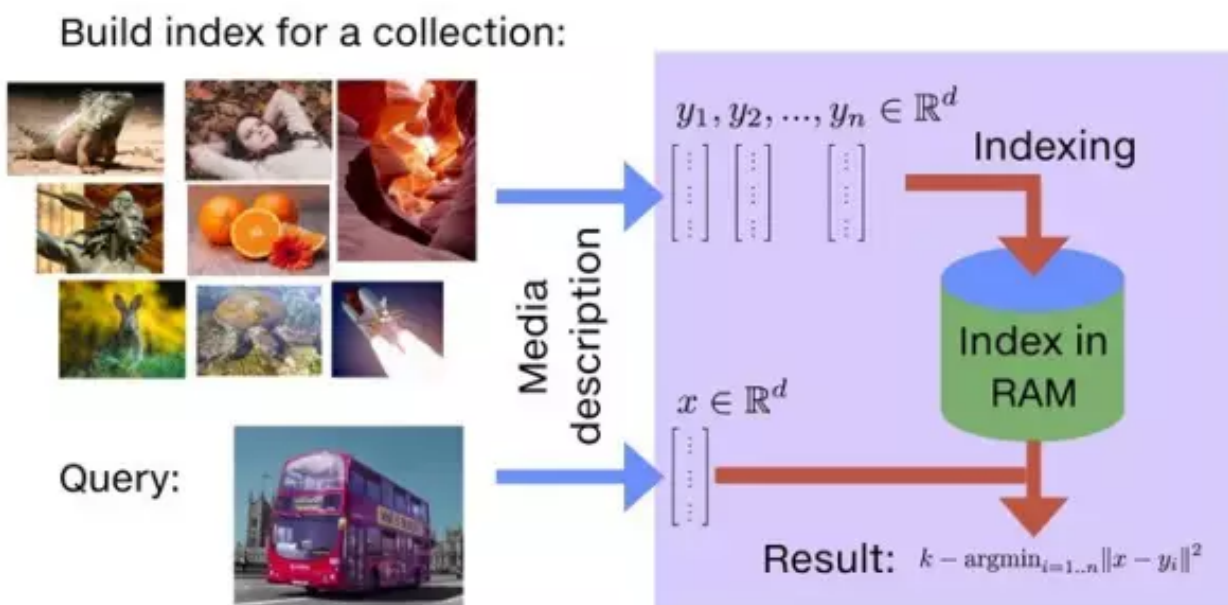 Build index for a collection:
y₁, y₂, ..., yₙ ∈ ℝᵈ
Indexing
Media
description
Index in
RAM
x ∈ ℝᵈ
Query:
Result: k − argminᵢ₌₁..ₙ‖x − yᵢ‖²